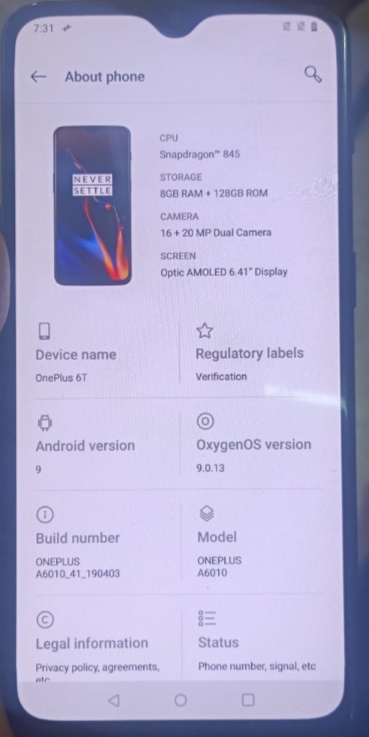 7:31
About phone
CPU
Snapdragon™ 845
STORAGE
8GB RAM + 128GB ROM
CAMERA
16 + 20 MP Dual Camera
SCREEN
Optic AMOLED 6.41" Display
NEVER
SETTLE
Device name
OnePlus 6T
Regulatory labels
Verification
Android version
9
OxygenOS version
9.0.13
Build number
ONEPLUS
A6010_41_190403
Model
ONEPLUS
A6010
Legal information
Privacy policy, agreements,
etc
Status
Phone number, signal, etc